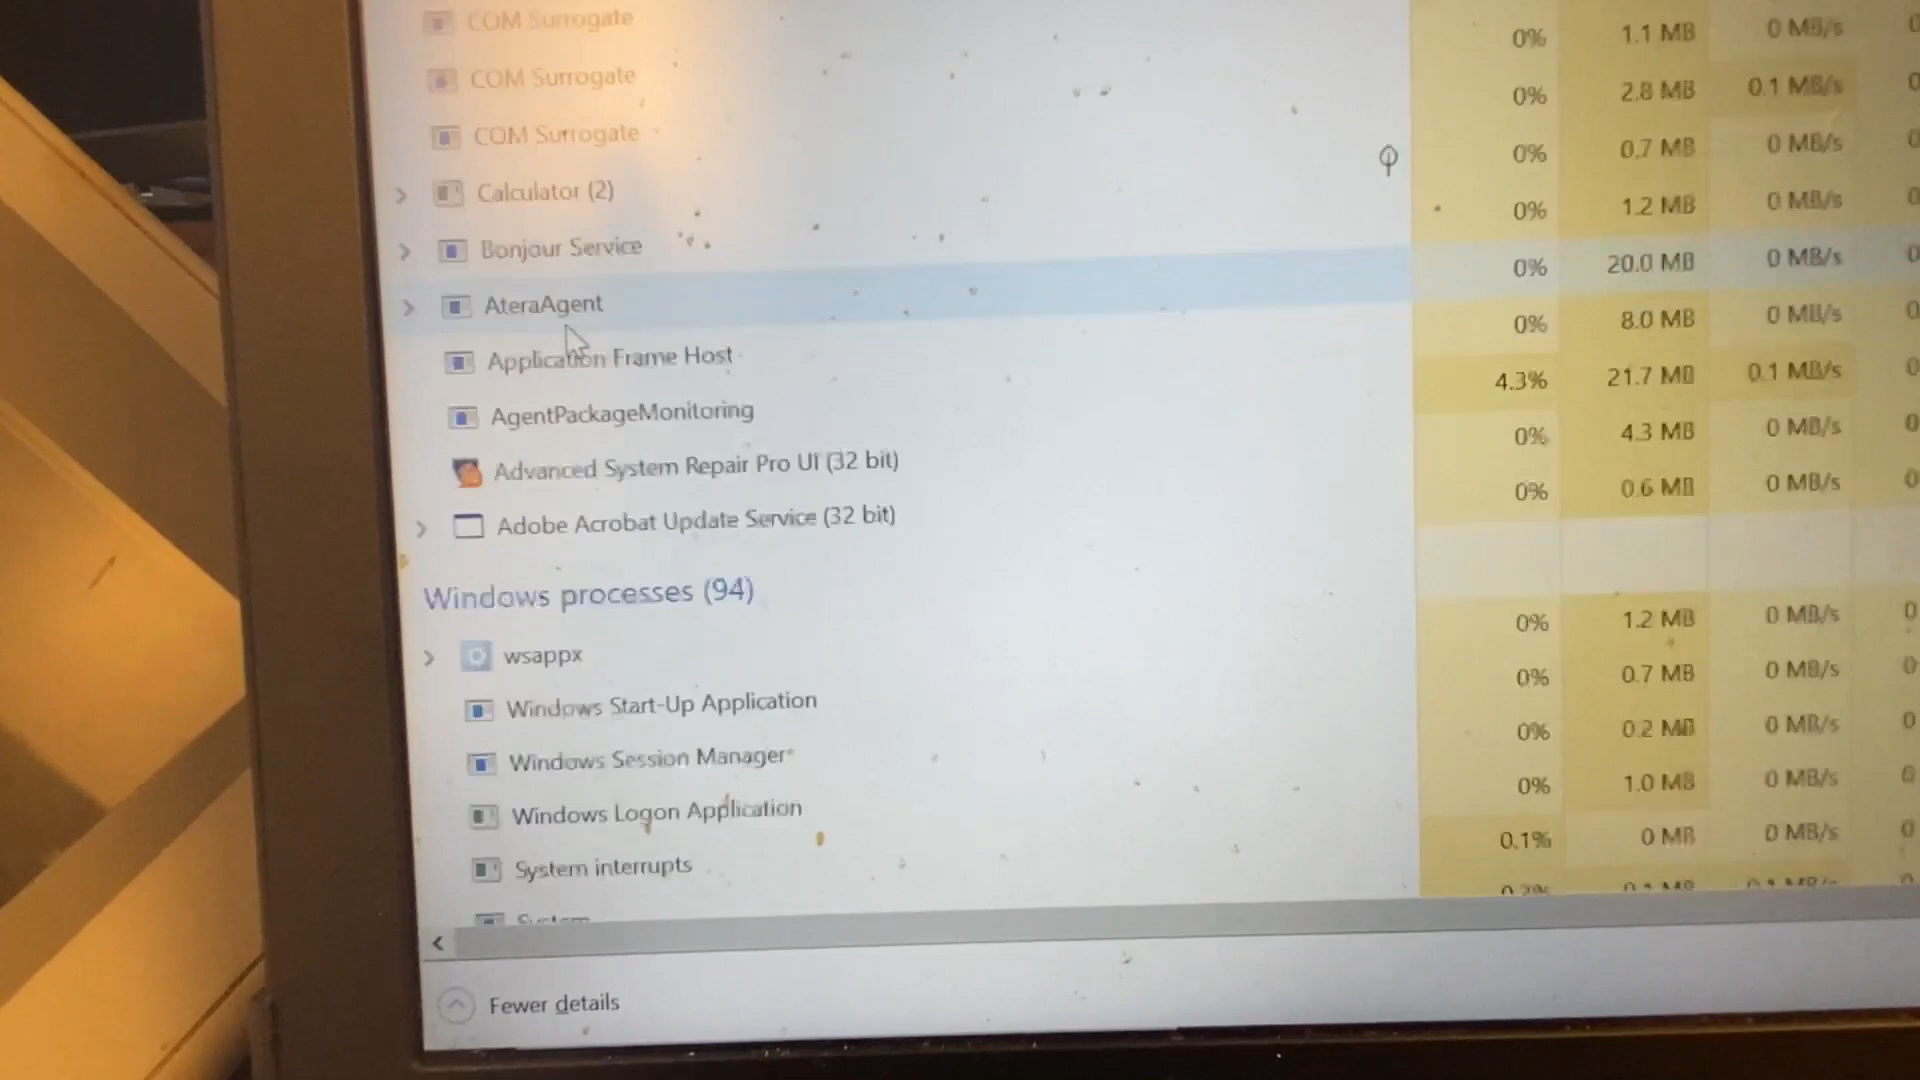 COM Surrogate 0% 1.1 MB 0 MB/s
COM Surrogate 0% 2.8 MB 0.1 MB/s
COM Surrogate 0% 0.7 MB 0 MB/s
Calculator (2) 0% 1.2 MB 0 MB/s
Bonjour Service 0% 20.0 MB 0 MB/s
AteraAgent 0% 8.0 MB 0 MB/s
Application Frame Host 4.3% 21.7 MB 0.1 MB/s
AgentPackageMonitoring 0% 4.3 MB 0 MB/s
Advanced System Repair Pro UI (32 bit) 0% 0.6 MB 0 MB/s
Adobe Acrobat Update Service (32 bit)
Windows processes (94)
wsappx 0% 1.2 MB 0 MB/s
Windows Start-Up Application 0% 0.7 MB 0 MB/s
Windows Session Manager 0% 0.2 MB 0 MB/s
Windows Logon Application 0% 1.0 MB 0 MB/s
System interrupts 0.1% 0 MB 0 MB/s
System
Fewer details